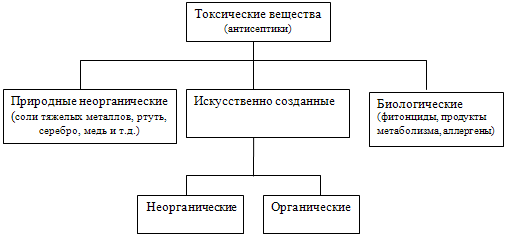 Токсические вещества
(антисептики)
Природные неорганические
(соли тяжелых металлов, ртуть,
серебро, медь и т.д.)
Искусственно созданные
Биологические
(фитонциды, продукты
метаболизма, аллергены)
Неорганические
Органические